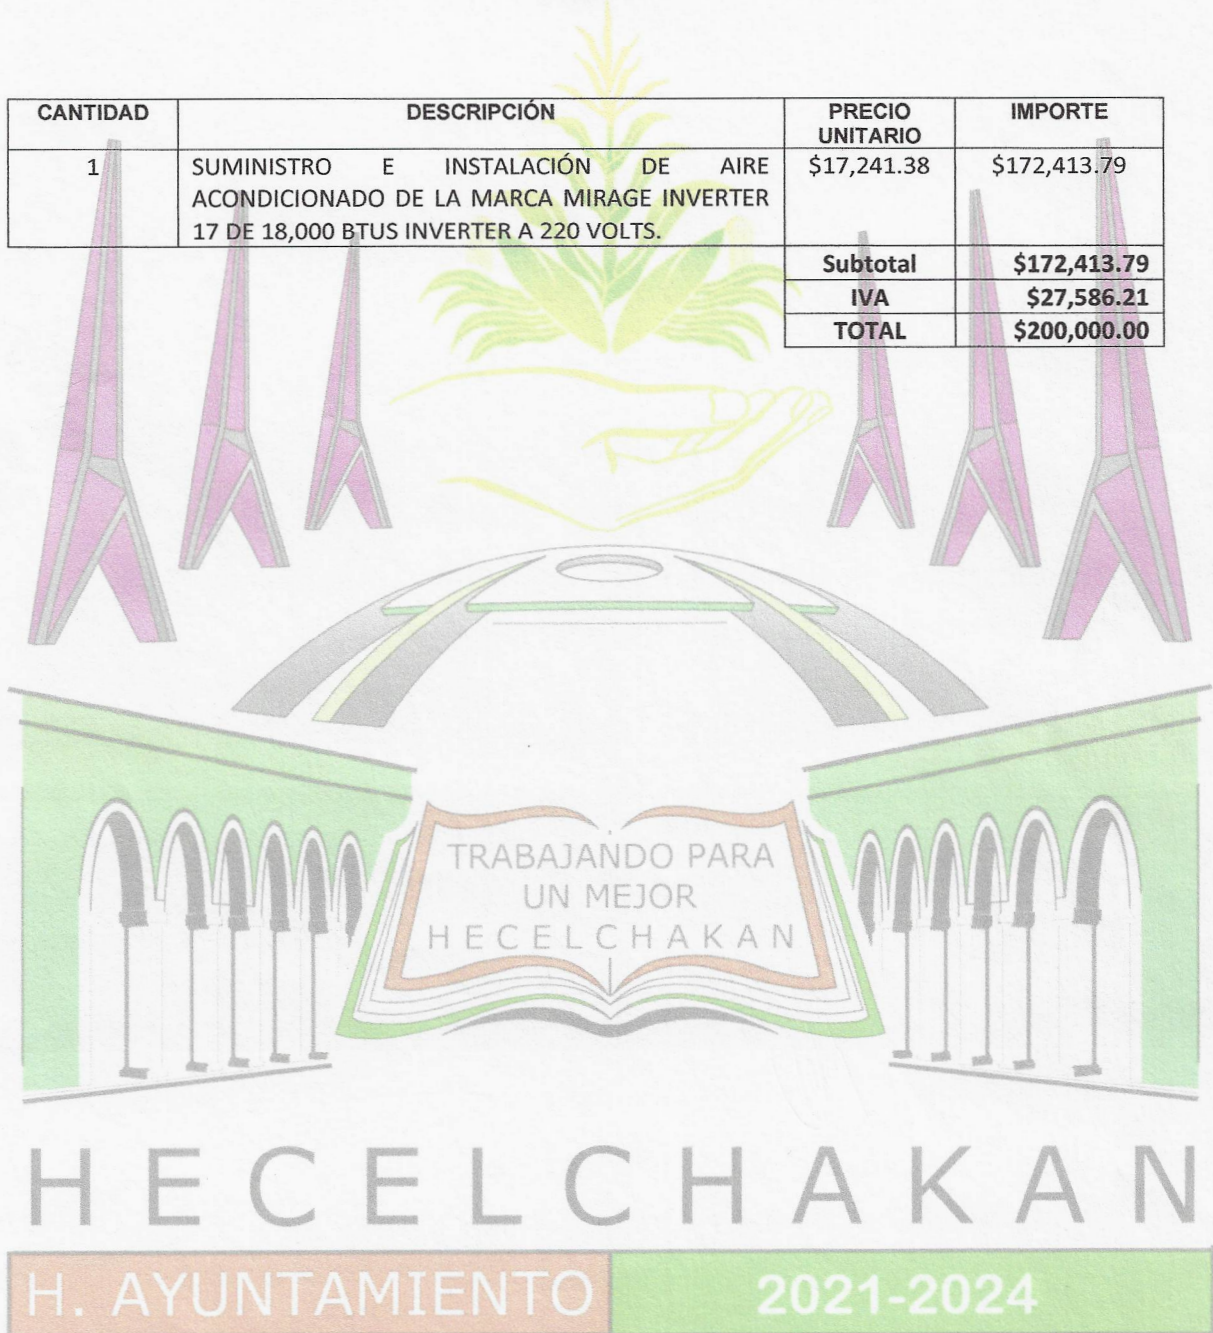 CANTIDAD DESCRIPCIÓN PRECIO UNITARIO IMPORTE
1 SUMINISTRO E INSTALACIÓN DE AIRE $17,241.38 $172,413.79
ACONDICIONADO DE LA MARCA MIRAGE INVERTER
17 DE 18,000 BTUS INVERTER A 220 VOLTS.
Subtotal $172,413.79
IVA $27,586.21
TOTAL $200,000.00
TRABAJANDO PARA
UN MEJOR
HECELCHAKAN
HECELCHAKAN
H. AYUNTAMIENTO 2021-2024